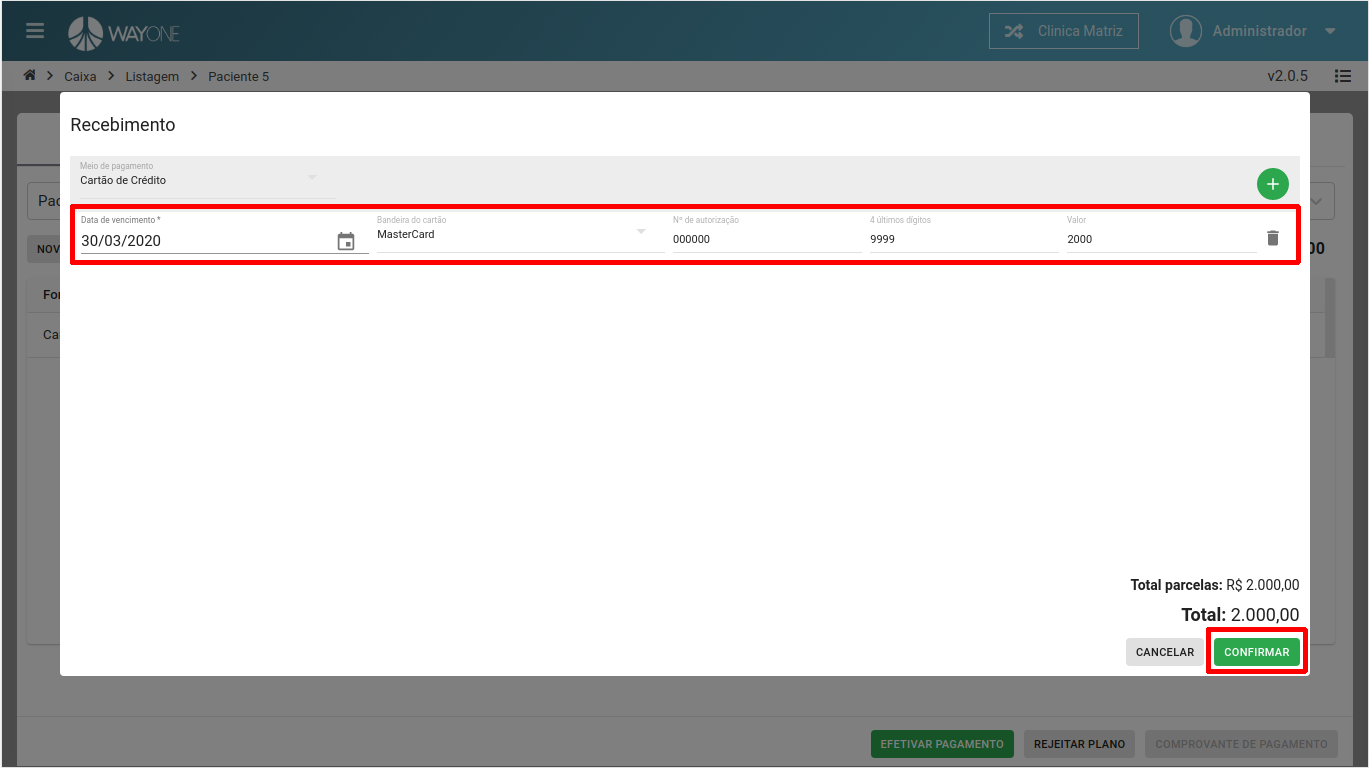 WAYONE
Clinica Matriz
Administrador
Caixa
Listagem
Paciente 5
v2.0.5
Recebimento
Meio de pagamento
Cartão de Crédito
Pac
Data de vencimento *
30/03/2020
Bandeira do cartão
MasterCard
Nº de autorização
000000
4 últimos dígitos
9999
Valor
2000
NOV
00
For
Ca
Total parcelas: R$ 2.000,00
Total: 2.000,00
CANCELAR
CONFIRMAR
EFETIVAR PAGAMENTO
REJEITAR PLANO
COMPROVANTE DE PAGAMENTO